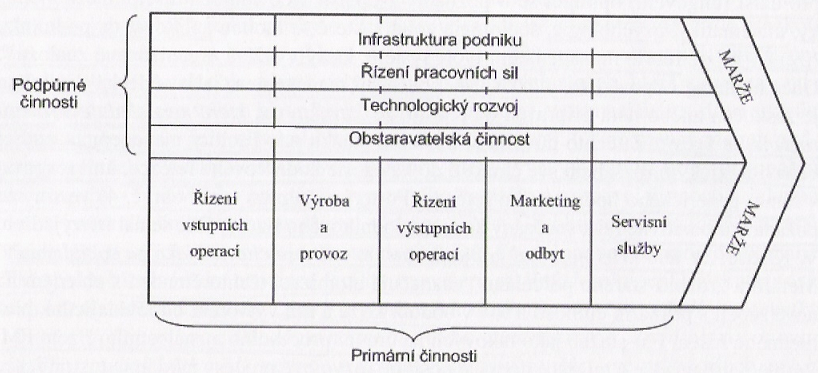 Infrastruktura podniku
Řízení pracovních sil
Technologický rozvoj
Obstaravatelská činnost
Podpůrné
činnosti
MARŽE
MARŽE
Řízení
vstupních
operací
Výroba
a
provoz
Řízení
výstupních
operací
Marketing
a
odbyt
Servisní
služby
Primární činnosti